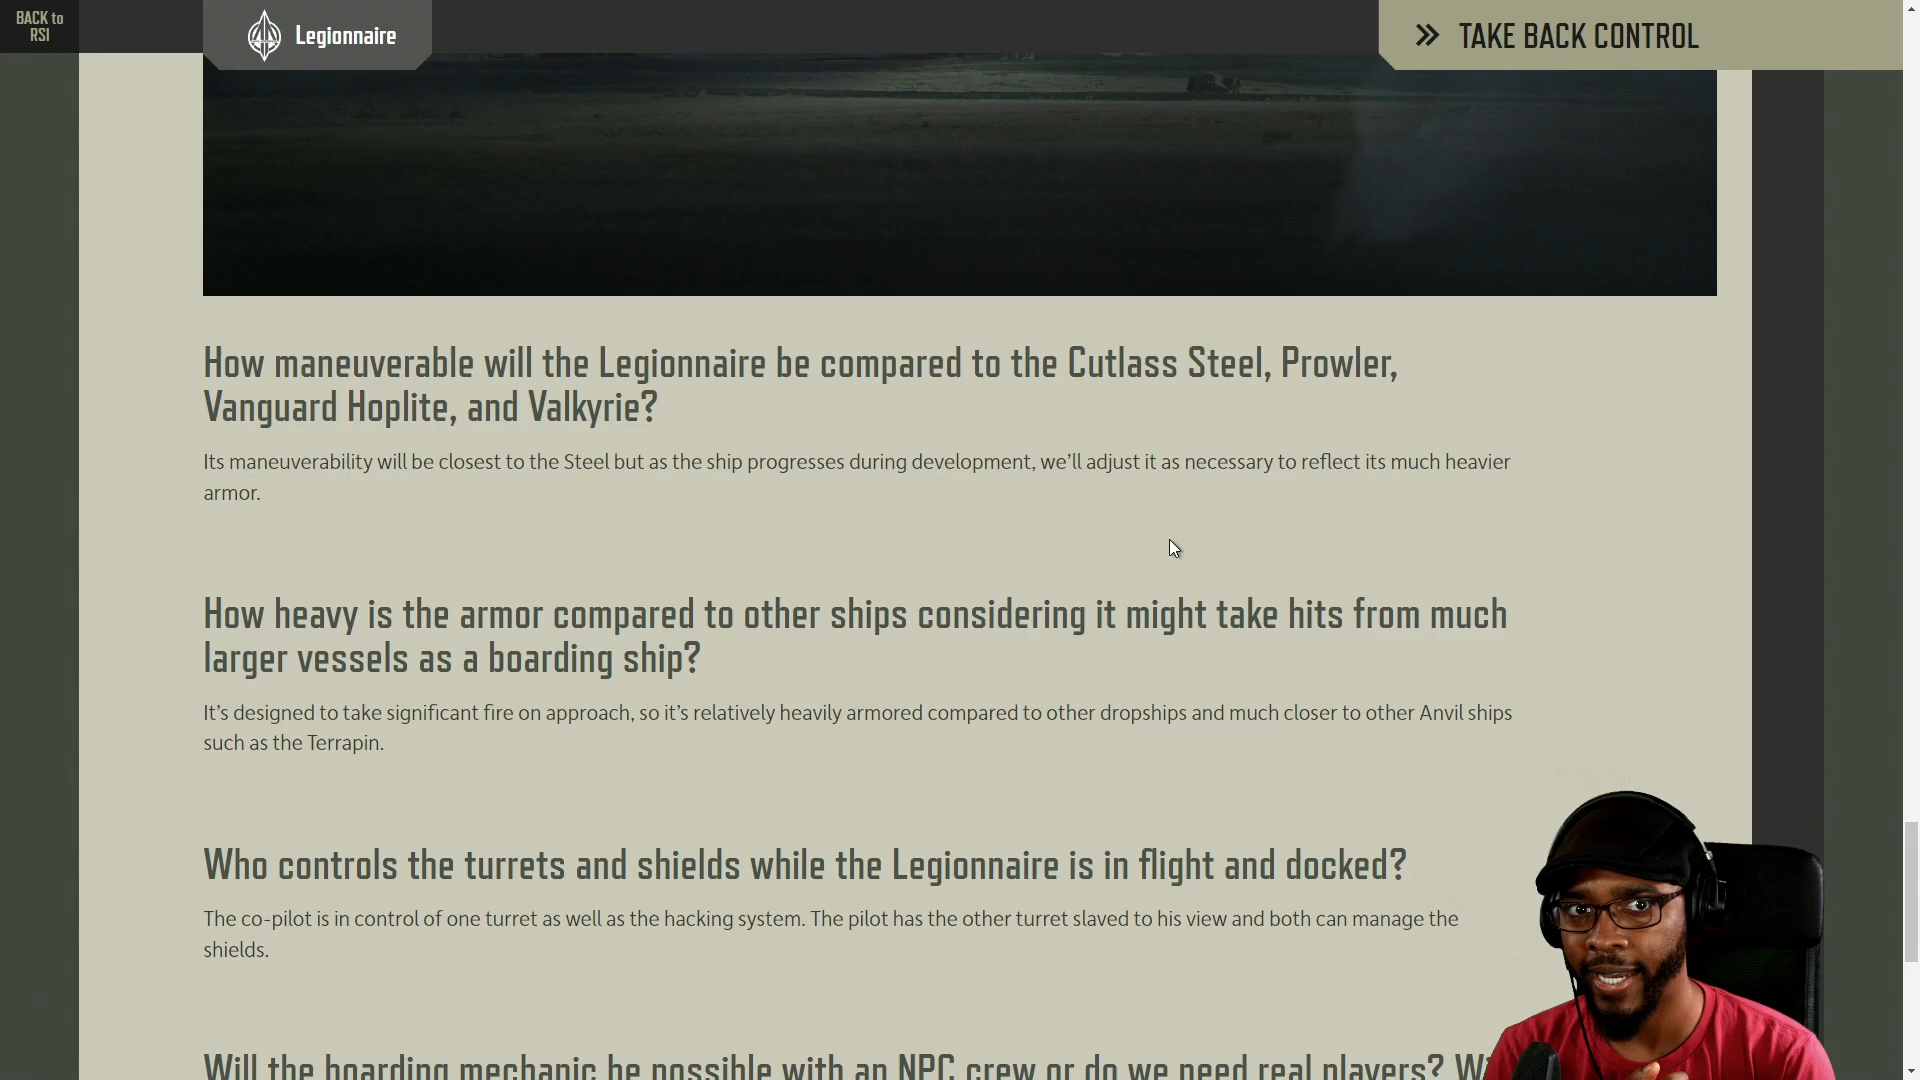 BACK to
RSI
Legionnaire
TAKE BACK CONTROL
How maneuverable will the Legionnaire be compared to the Cutlass Steel, Prowler,
Vanguard Hoplite, and Valkyrie?
Its maneuverability will be closest to the Steel but as the ship progresses during development, we’ll adjust it as necessary to reflect its much heavier
armor.
How heavy is the armor compared to other ships considering it might take hits from much
larger vessels as a boarding ship?
It’s designed to take significant fire on approach, so it’s relatively heavily armored compared to other dropships and much closer to other Anvil ships
such as the Terrapin.
Who controls the turrets and shields while the Legionnaire is in flight and docked?
The co-pilot is in control of one turret as well as the hacking system. The pilot has the other turret slaved to his view and both can manage the
shields.
Will the boarding mechanic be possible with an NPC crew or do we need real players?